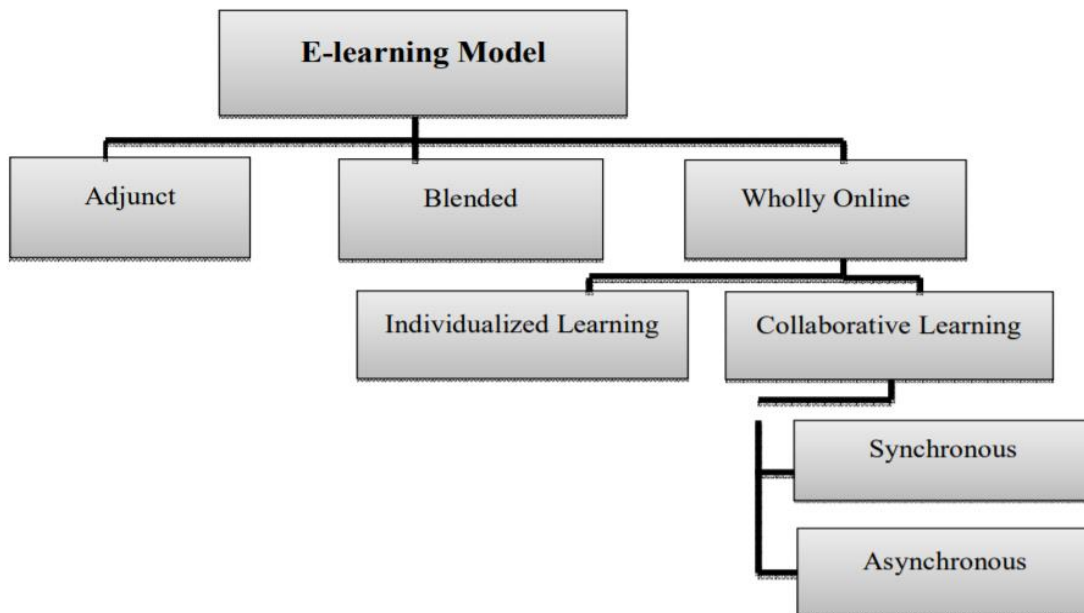 E-learning Model
Adjunct
Blended
Wholly Online
Individualized Learning
Collaborative Learning
Synchronous
Asynchronous